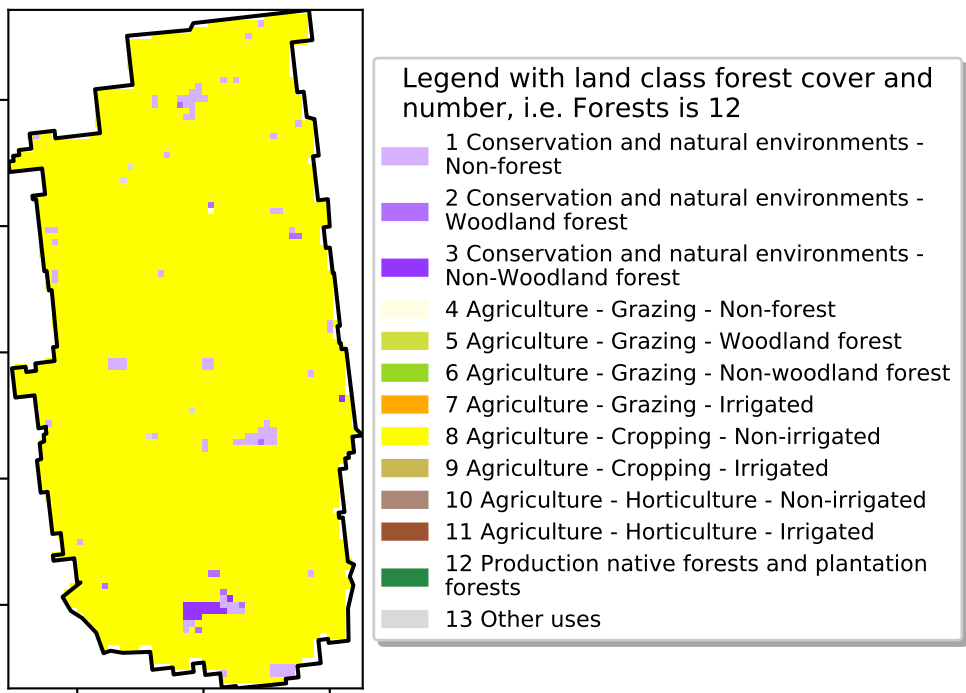 Legend with land class forest cover and
number, i.e. Forests is 12
1 Conservation and natural environments -
Non-forest
2 Conservation and natural environments -
Woodland forest
3 Conservation and natural environments -
Non-Woodland forest
4 Agriculture - Grazing - Non-forest
5 Agriculture - Grazing - Woodland forest
6 Agriculture - Grazing - Non-woodland forest
7 Agriculture - Grazing - Irrigated
8 Agriculture - Cropping - Non-irrigated
9 Agriculture - Cropping - Irrigated
10 Agriculture - Horticulture - Non-irrigated
11 Agriculture - Horticulture - Irrigated
12 Production native forests and plantation
forests
13 Other uses